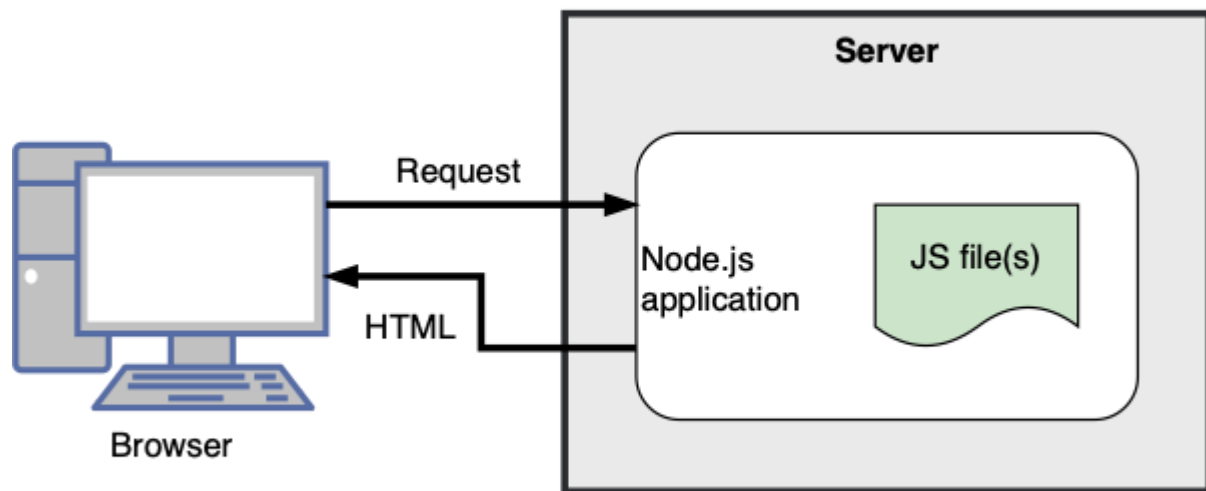 Server
Request
Node.js
application
JS file(s)
HTML
Browser